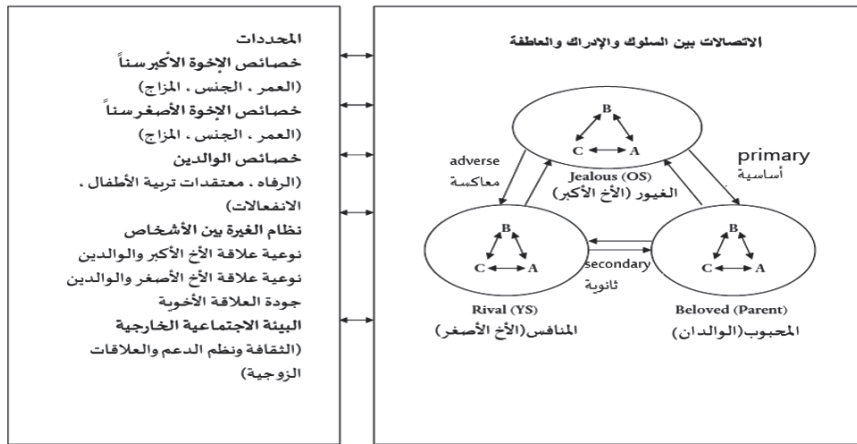 المحددات
خصائص الإخوة الأكبر سناً
(العمر ، الجنس ، المزاج)
خصائص الإخوة الأصغر سناً
(العمر ، الجنس ، المزاج)
خصائص الوالدين
(الرفاه ، معتقدات تربية الأطفال ،
الانفعالات)
نظام الغيرة بين الأشخاص
نوعية علاقة الأخ الأكبر والوالدين
نوعية علاقة الأخ الأصغر والوالدين
جودة العلاقة الأخوية
البيئة الاجتماعية الخارجية
(الثقافة ونظم الدعم والعلاقات
الزوجية)
الاتصالات بين السلوك والإدراك والعاطفة
B
C A
Jealous (OS)
الغيور (الأخ الأكبر)
adverse
معاكسة
primary
أساسية
B
C A
Rival (YS)
المنافس(الأخ الأصغر)
secondary
ثانوية
B
C A
Beloved (Parent)
المحبوب(الوالدان)